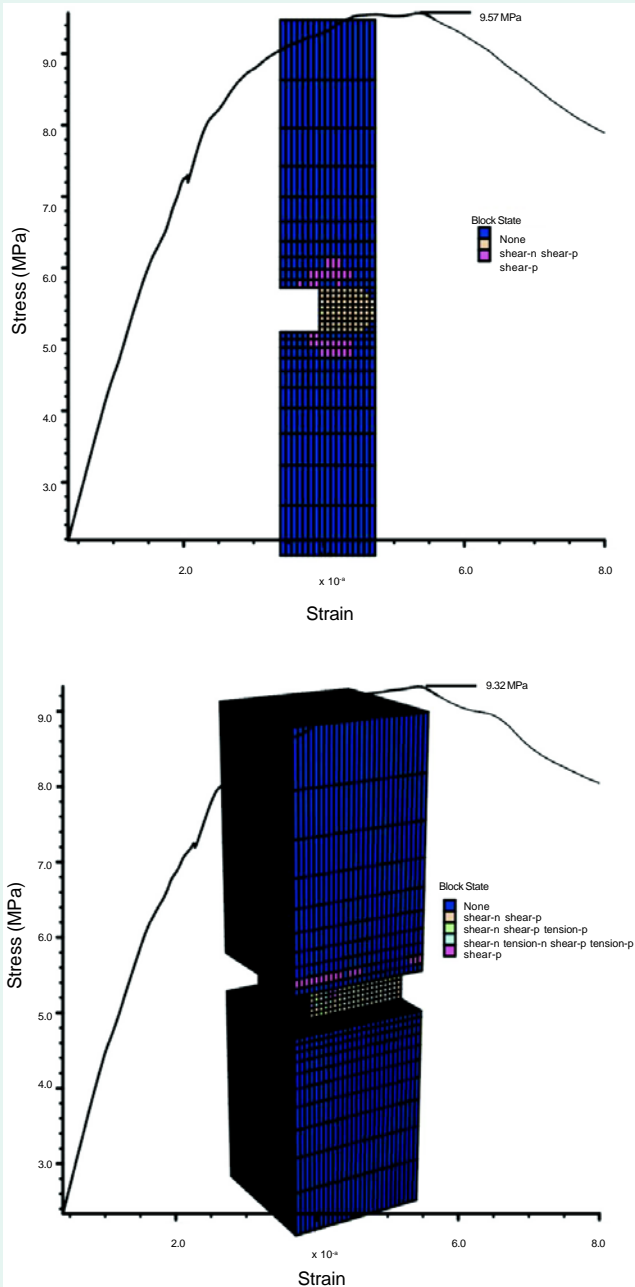 9.57 MPa
9.0
8.0
7.0
6.0
5.0
4.0
3.0
Stress (MPa)
Block State
None
shear-n shear-p
shear-p
2.0
6.0
8.0
Strain
9.32 MPa
9.0
8.0
7.0
6.0
5.0
4.0
3.0
Stress (MPa)
Block State
None
shear-n shear-p
shear-n shear-p tension-p
shear-n tension-n shear-p tension-p
shear-p
2.0
6.0
8.0
Strain